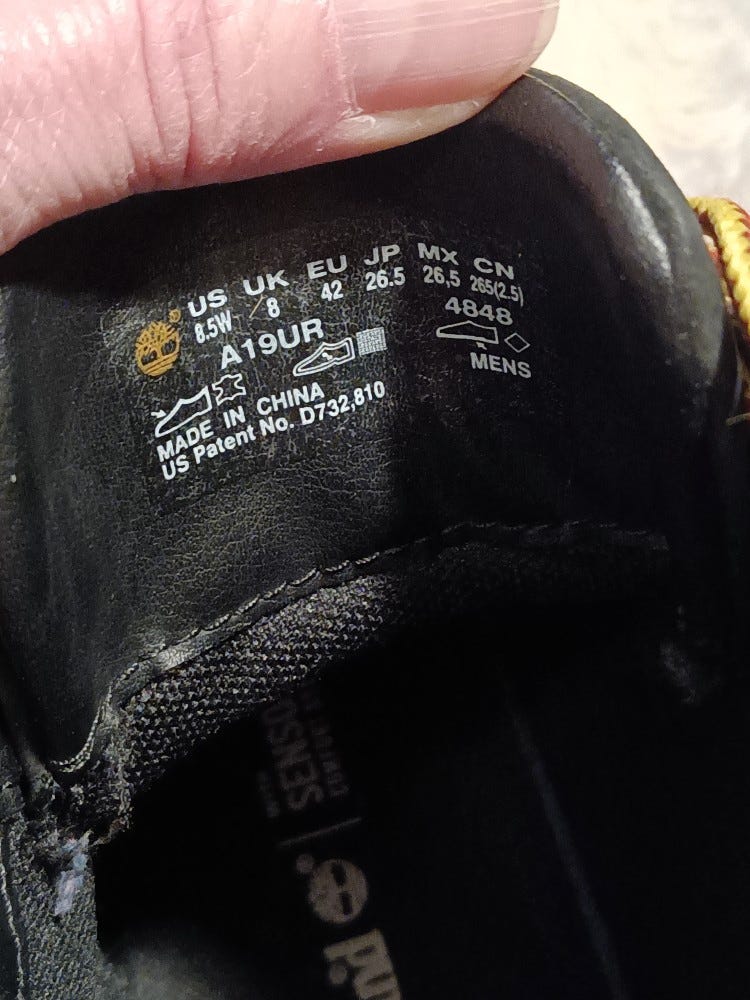 US UK EU JP MX CN
8.5W 8 42 26.5 26,5 265(2.5)
A19UR 4848
MENS
MADE IN CHINA
US Patent No. D732,810
SENSO